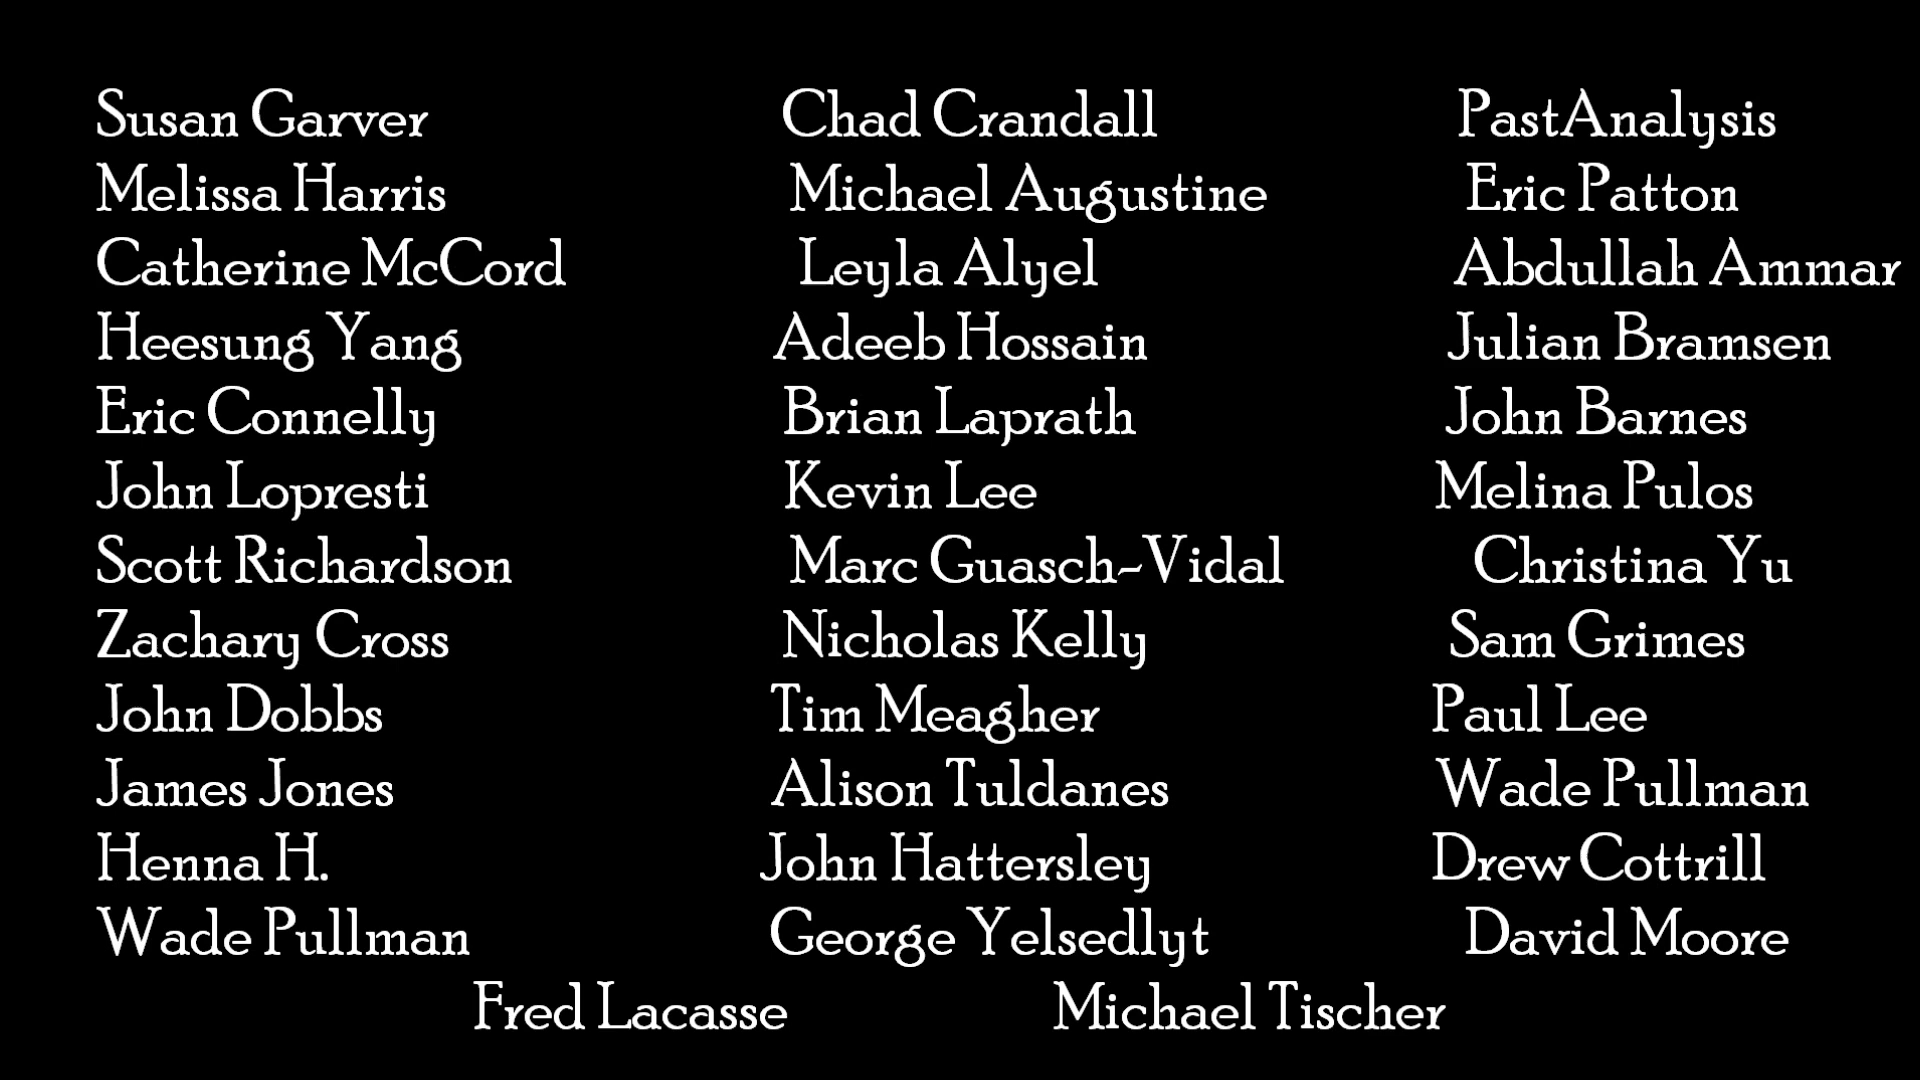 Susan Garver Chad Crandall PastAnalysis
Melissa Harris Michael Augustine Eric Patton
Catherine McCord Leyla Alyel Abdullah Ammar
Heesung Yang Adeeb Hossain Julian Bramsen
Eric Connelly Brian Laprath John Barnes
John Lopresti Kevin Lee Melina Pulos
Scott Richardson Marc Guasch-Vidal Christina Yu
Zachary Cross Nicholas Kelly Sam Grimes
John Dobbs Tim Meagher Paul Lee
James Jones Alison Tuldanes Wade Pullman
Henna H. John Hattersley Drew Cottrill
Wade Pullman George Yelsedlyt David Moore
Fred Lacasse Michael Tischer